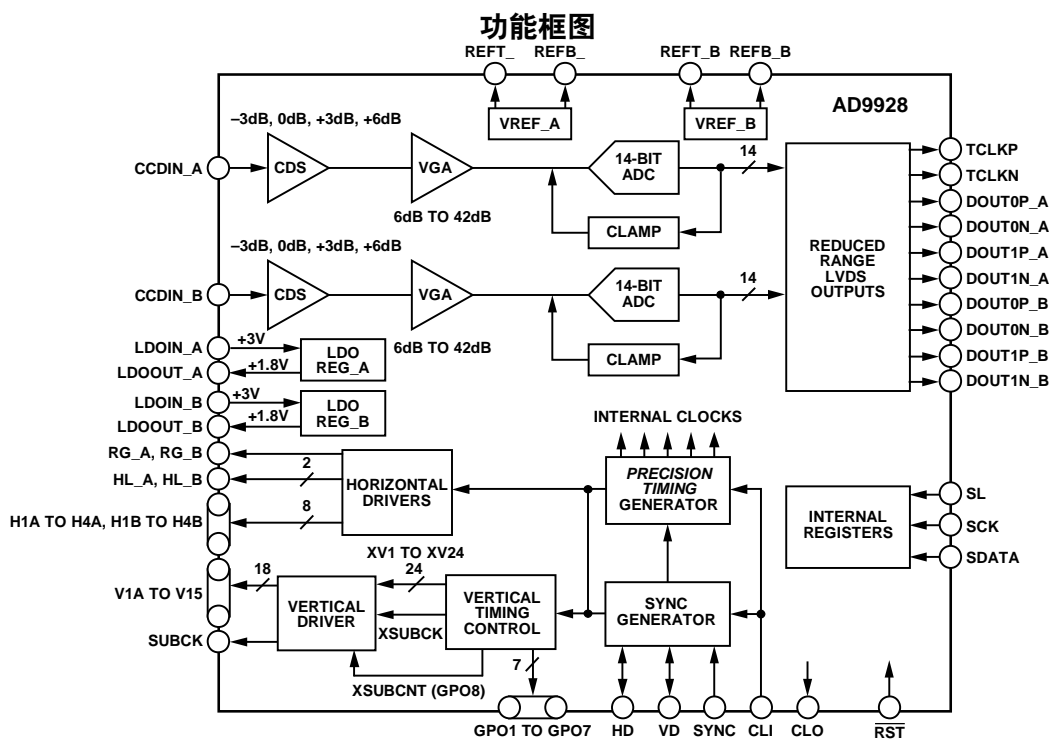 功能框图
REFT_ REFB_ REFT_B REFB_B
AD9928
VREF_A VREF_B
–3dB, 0dB, +3dB, +6dB
CCDIN_A CDS VGA 14-BIT ADC 14
6dB TO 42dB
CLAMP
–3dB, 0dB, +3dB, +6dB
CCDIN_B CDS VGA 14-BIT ADC 14
6dB TO 42dB
CLAMP
REDUCED
RANGE
LVDS
OUTPUTS
TCLKP
TCLKN
DOUT0P_A
DOUT0N_A
DOUT1P_A
DOUT1N_A
DOUT0P_B
DOUT0N_B
DOUT1P_B
DOUT1N_B
LDOIN_A +3V
LDOOUT_A +1.8V
LDO
REG_A
LDOIN_B +3V
LDOOUT_B +1.8V
LDO
REG_B
RG_A, RG_B
HL_A, HL_B 2
H1A TO H4A, H1B TO H4B 8
HORIZONTAL
DRIVERS
INTERNAL CLOCKS
PRECISION
TIMING
GENERATOR
INTERNAL
REGISTERS
SL
SCK
SDATA
XV1 TO XV24
V1A TO V15 18 24
SUBCK
VERTICAL
DRIVER
XSUBCK
VERTICAL
TIMING
CONTROL
SYNC
GENERATOR
XSUBCNT (GPO8)
7
GPO1 TO GPO7 HD VD SYNC CLI CLO RST